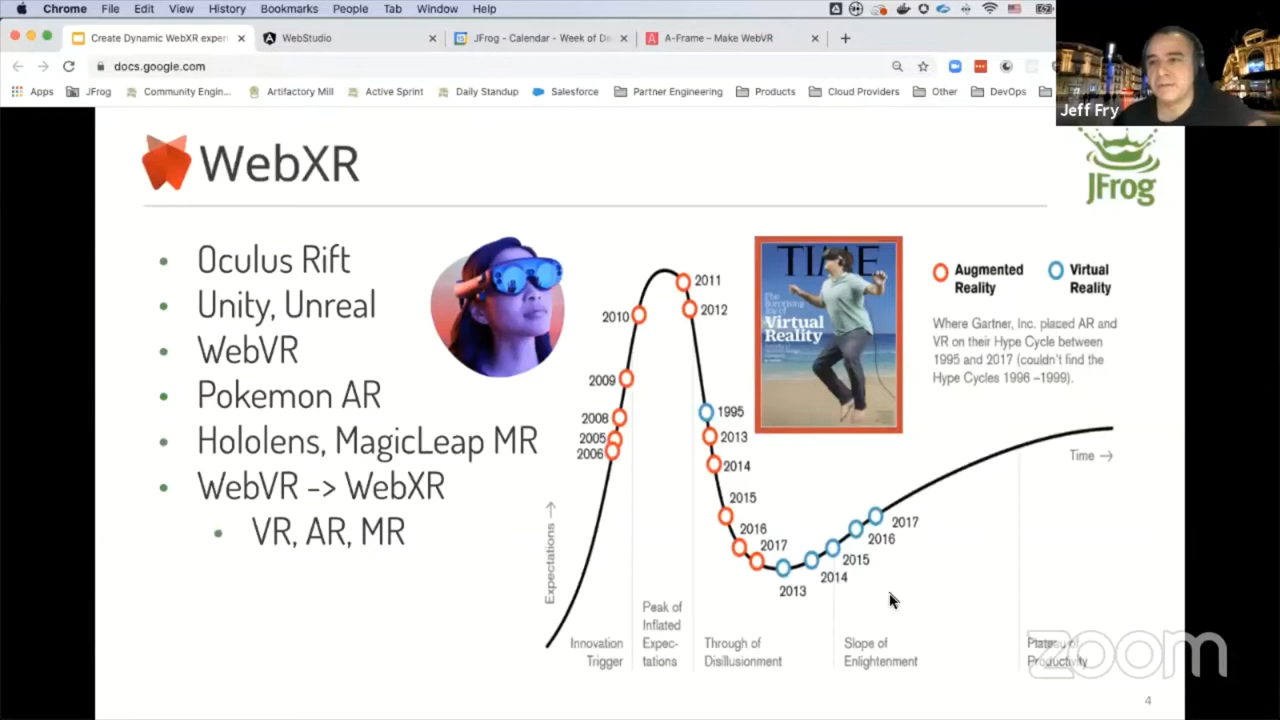 Chrome File Edit View History Bookmarks People Tab Window Help
Create Dynamic WebXR experi
WebStudio
JFrog - Calendar - Week of De
A-Frame – Make WebVR
docs.google.com
Apps JFrog Community Engin... Artifactory Mill Active Sprint Daily Standup Salesforce Partner Engineering Products Cloud Providers Other DevOps
Jeff Fry
WebXR
JFrog
Oculus Rift
Unity, Unreal
WebVR
Pokemon AR
Hololens, MagicLeap MR
WebVR -> WebXR
VR, AR, MR
TIME
The
Surprising
Joy of
Virtual
Reality
Augmented
Reality
Virtual
Reality
Where Gartner, Inc. placed AR and
VR on their Hype Cycle between
1995 and 2017 (couldn't find the
Hype Cycles 1996 –1999).
2011
2010
2012
2009
2008
1995
2005
2013
2006
2014
2015
2016
2017
2013
2014
2015
2016
2017
Time →
Expectations →
Innovation
Trigger
Peak of
Inflated
Expec-
tations
Through of
Disillusionment
Slope of
Enlightenment
Plateau of
Productivity
zoom
4